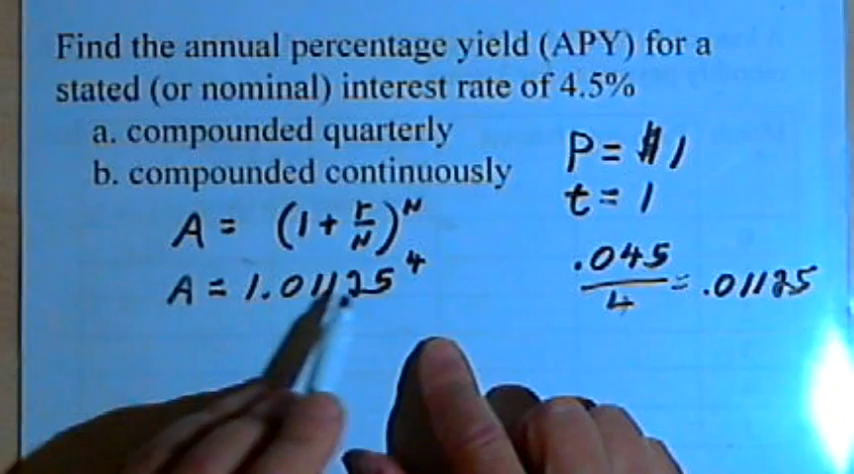 Find the annual percentage yield (APY) for a
stated (or nominal) interest rate of 4.5%
a. compounded quarterly
b. compounded continuously
P = $1
t = 1
A = (1 + r/N)^N
A = 1.01125^4
.045/4 = .01125